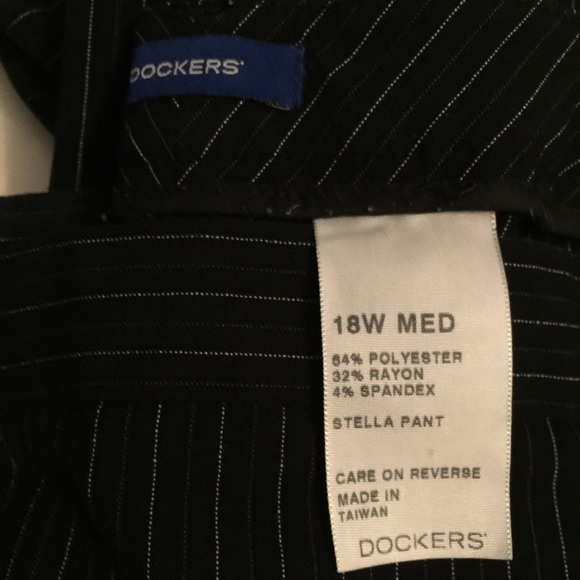 DOCKERS
18W MED
64% POLYESTER
32% RAYON
4% SPANDEX
STELLA PANT
CARE ON REVERSE
MADE IN
TAIWAN
DOCKERS